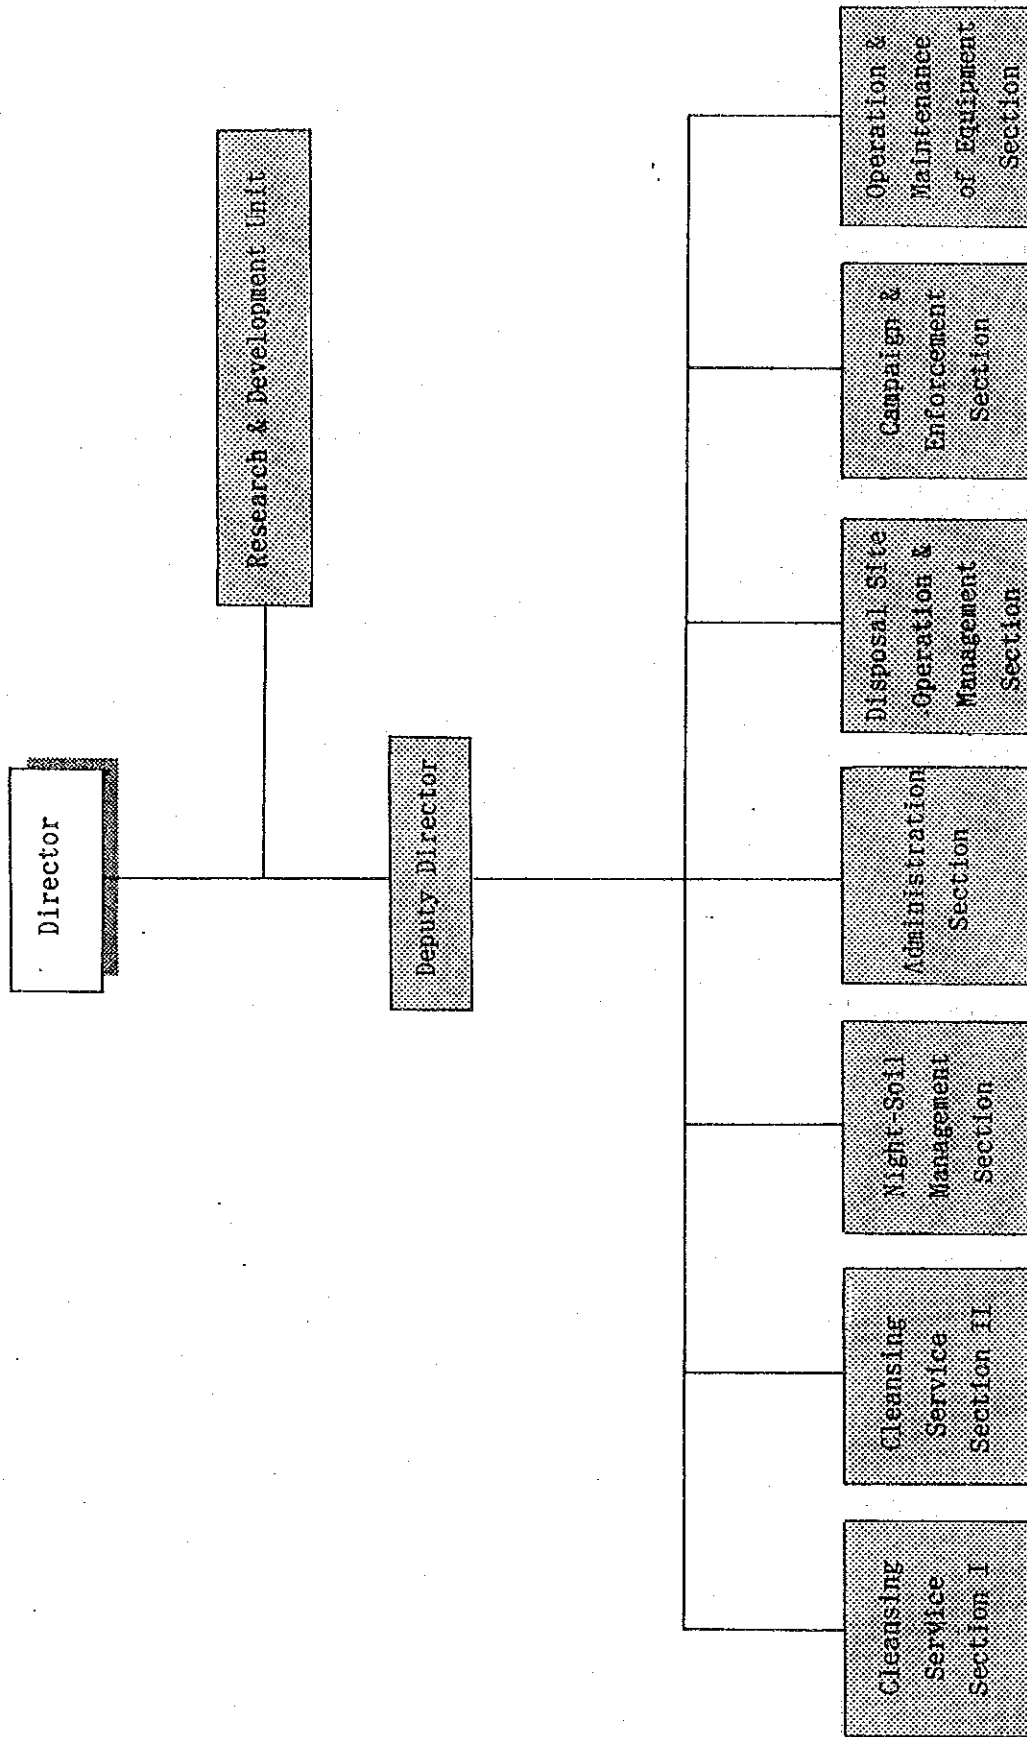 Director
Research & Development Unit
Deputy Director
Cleansing
Service
Section I
Cleansing
Service
Section II
Night-Soil
Management
Section
Administration
Section
Disposal Site
Operation &
Management
Section
Campaign &
Enforcement
Section
Operation &
Maintenance
of Equipment
Section